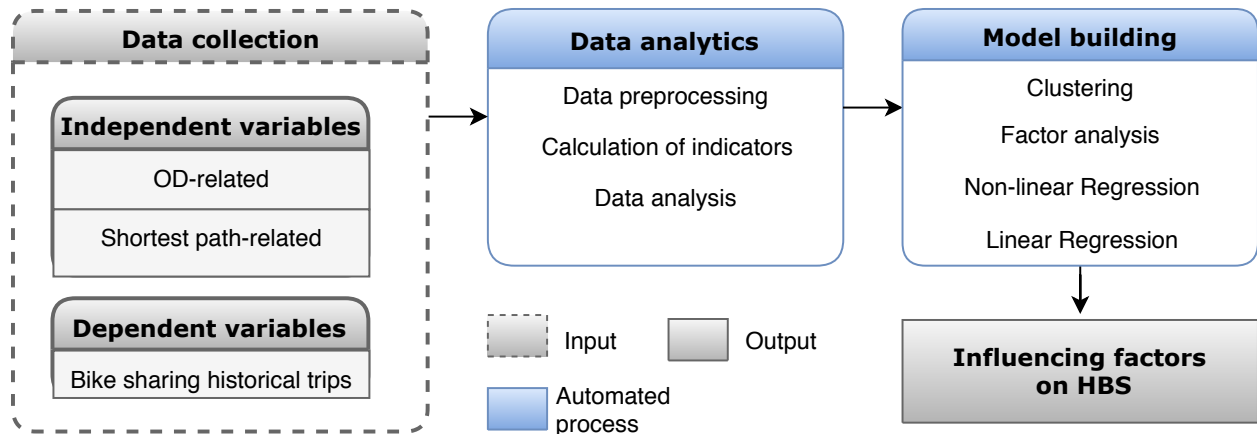 Data collection
Independent variables
OD-related
Shortest path-related
Dependent variables
Bike sharing historical trips
Data analytics
Data preprocessing
Calculation of indicators
Data analysis
Model building
Clustering
Factor analysis
Non-linear Regression
Linear Regression
Input
Output
Automated
process
Influencing factors
on HBS